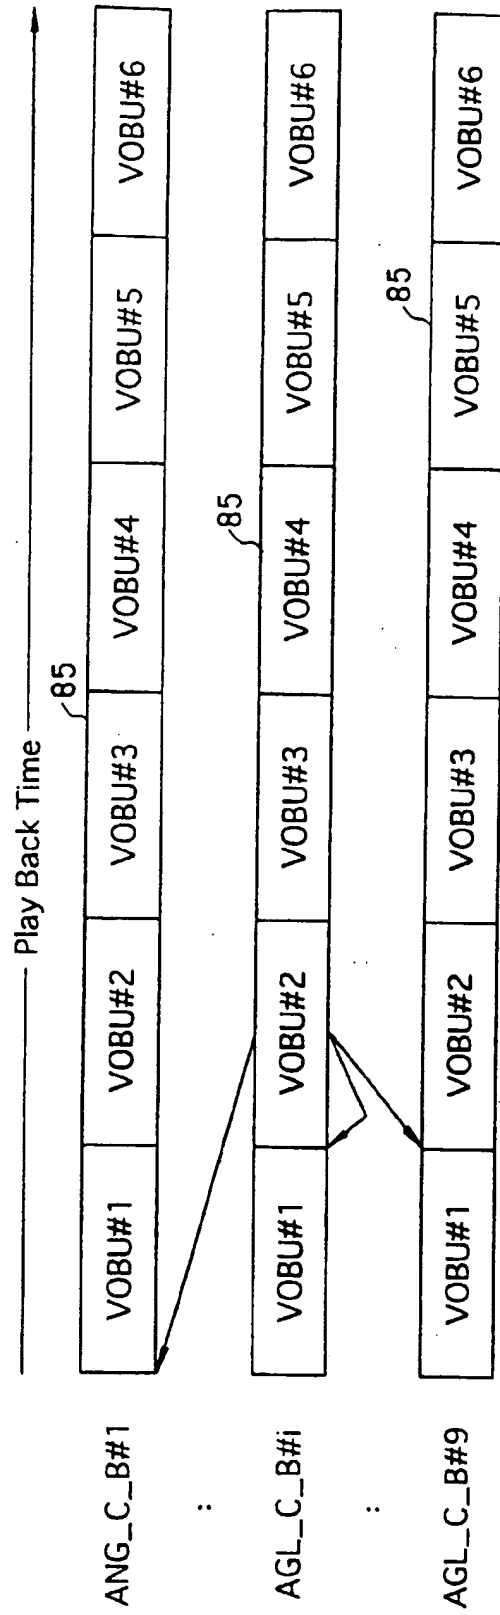 Play Back Time
85
ANG_C_B#1 VOBU#1 VOBU#2 VOBU#3 VOBU#4 VOBU#5 VOBU#6
:
85
AGL_C_B#i VOBU#1 VOBU#2 VOBU#3 VOBU#4 VOBU#5 VOBU#6
:
85
AGL_C_B#9 VOBU#1 VOBU#2 VOBU#3 VOBU#4 VOBU#5 VOBU#6